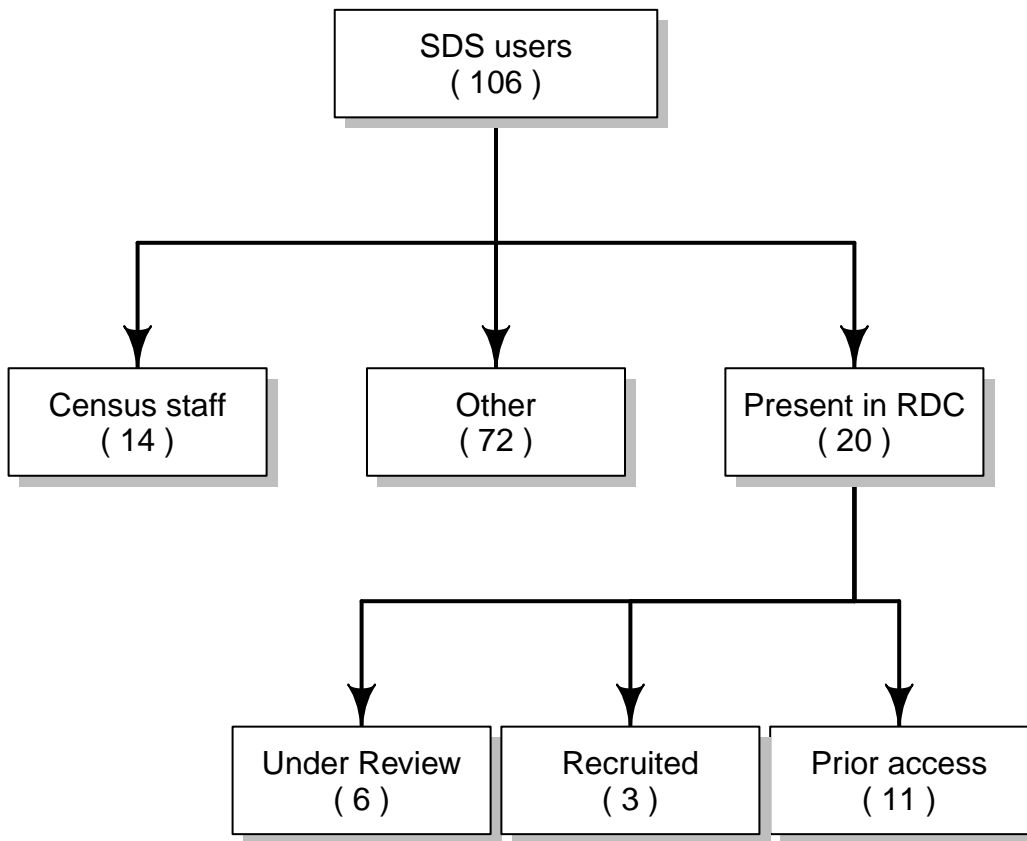 SDS users
( 106 )
Census staff
( 14 )
Other
( 72 )
Present in RDC
( 20 )
Under Review
( 6 )
Recruited
( 3 )
Prior access
( 11 )